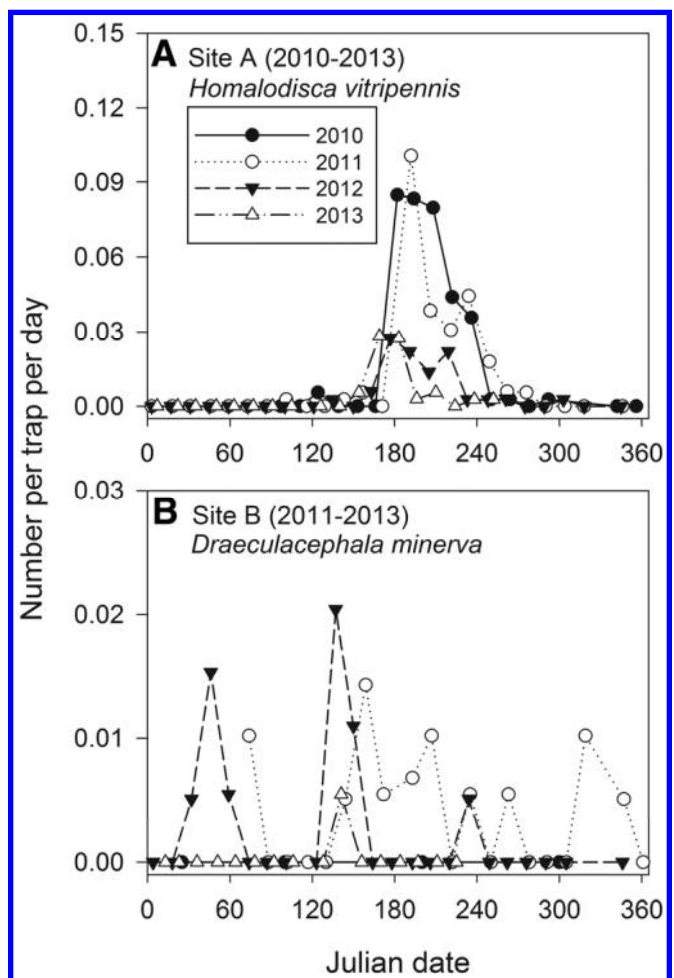 Number per trap per day
0.15
0.12
0.09
0.06
0.03
0.00
A Site A (2010-2013)
Homalodisca vitripennis
2010
2011
2012
2013
0 60 120 180 240 300 360
0.03
0.02
0.01
0.00
B Site B (2011-2013)
Draeculacephala minerva
0 60 120 180 240 300 360
Julian date